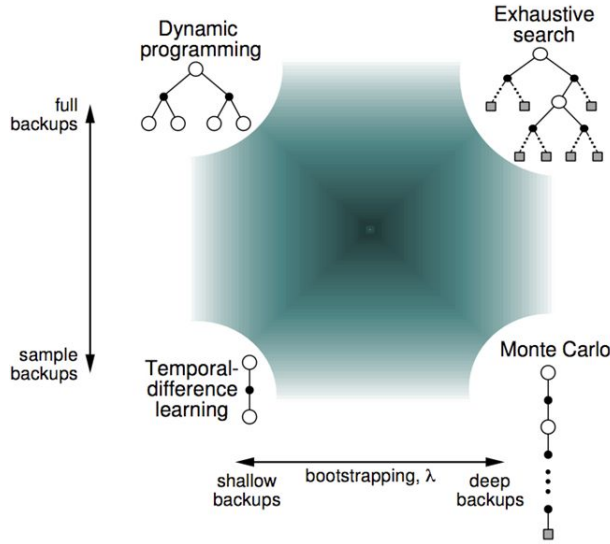 Dynamic
programming
Exhaustive
search
full
backups
sample
backups
Temporal-
difference
learning
Monte Carlo
shallow
backups
bootstrapping, λ
deep
backups